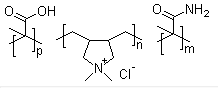 O OH p n N+ Cl- O NH2 m